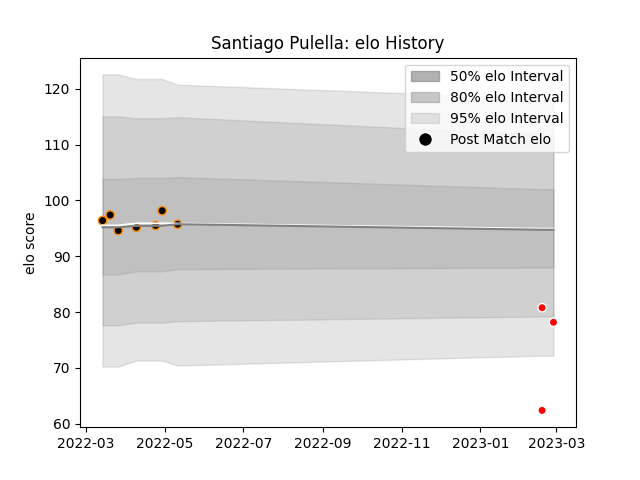 Santiago Pulella: elo History
elo score
120
110
100
90
80
70
60
50% elo Interval
80% elo Interval
95% elo Interval
Post Match elo
2022-03
2022-05
2022-07
2022-09
2022-11
2023-01
2023-03